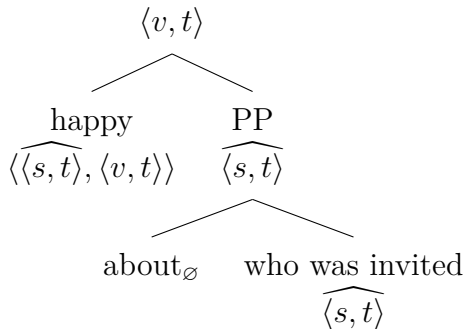 ⟨v, t⟩
happy PP
⟨⟨s, t⟩, ⟨v, t⟩⟩ ⟨s, t⟩
about∅ who was invited
⟨s, t⟩